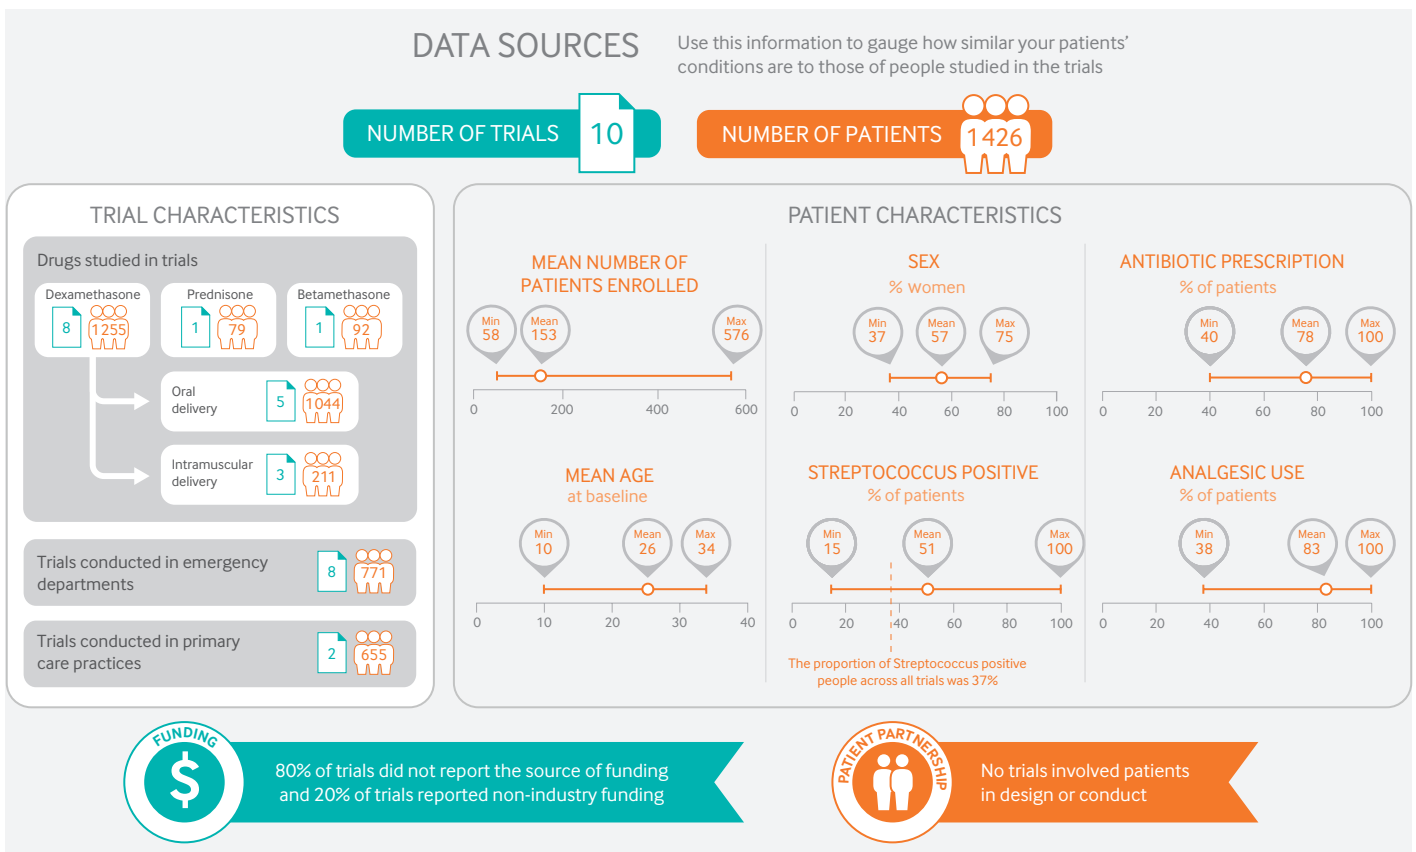 DATA SOURCES
Use this information to gauge how similar your patients’
conditions are to those of people studied in the trials
NUMBER OF TRIALS 10
NUMBER OF PATIENTS 1426
TRIAL CHARACTERISTICS
Drugs studied in trials
Dexamethasone
8 1255
Prednisone
1 79
Betamethasone
1 92
Oral
delivery
5 1044
Intramuscular
delivery
3 211
Trials conducted in emergency
departments
8 771
Trials conducted in primary
care practices
2 655
PATIENT CHARACTERISTICS
MEAN NUMBER OF
PATIENTS ENROLLED
Min
58
Mean
153
Max
576
0 200 400 600
SEX
% women
Min
37
Mean
57
Max
75
0 20 40 60 80 100
ANTIBIOTIC PRESCRIPTION
% of patients
Min
40
Mean
78
Max
100
0 20 40 60 80 100
MEAN AGE
at baseline
Min
10
Mean
26
Max
34
0 10 20 30 40
STREPTOCOCCUS POSITIVE
% of patients
Min
15
Mean
51
Max
100
0 20 40 60 80 100
The proportion of Streptococcus positive
people across all trials was 37%
ANALGESIC USE
% of patients
Min
38
Mean
83
Max
100
0 20 40 60 80 100
FUNDING
$
80% of trials did not report the source of funding
and 20% of trials reported non-industry funding
PATIENT PARTNERSHIP
No trials involved patients
in design or conduct